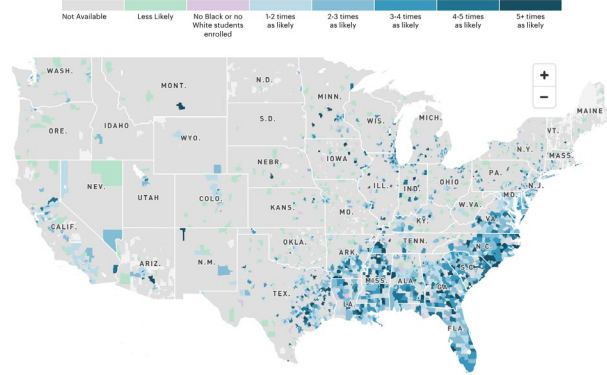 Not Available
Less Likely
No Black or no
White students
enrolled
1-2 times
as likely
2-3 times
as likely
3-4 times
as likely
4-5 times
as likely
5+ times
as likely
+
−
WASH.
MONT.
N.D.
MINN.
MAINE
ORE.
IDAHO
S.D.
WIS.
MICH.
VT.
WYO.
N.Y.
MASS.
IOWA
NEBR.
PA.
NEV.
UTAH
COLO.
ILL.
IND.
OHIO
N.J.
MD.
KANS.
MO.
W.VA.
VA.
CALIF.
KY.
OKLA.
TENN.
N.C.
ARIZ.
N.M.
ARK.
S.C.
MISS.
ALA.
GA.
TEX.
LA.
FLA.